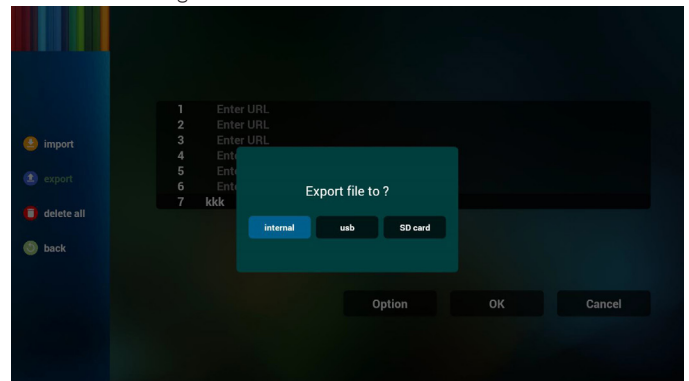 import
export
delete all
back
1 Enter URL
2 Enter URL
3 Enter URL
4 Ente
5 Ente
6 Ente
7 kkk
Export file to ?
internal usb SD card
Option OK Cancel